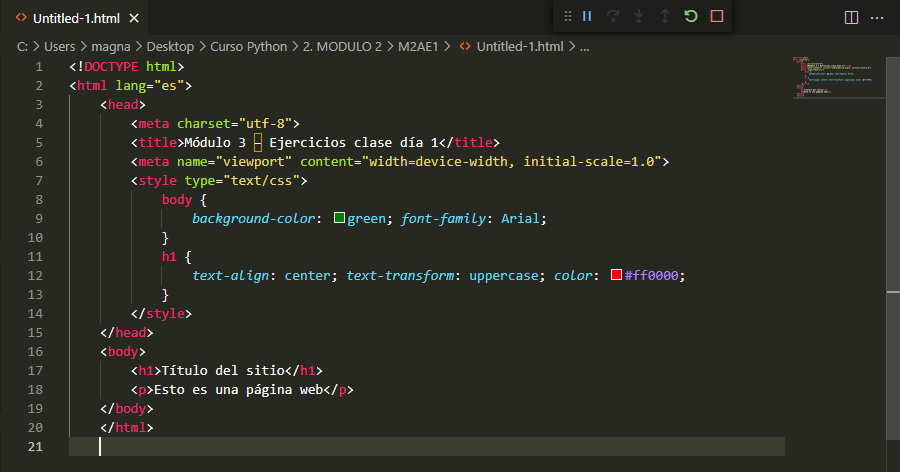 Untitled-1.html
C: > Users > magna > Desktop > Curso Python > 2. MODULO 2 > M2AE1 > Untitled-1.html > ...
1 <!DOCTYPE html>
2 <html lang="es">
3 <head>
4 <meta charset="utf-8">
5 <title>Módulo 3 – Ejercicios clase día 1</title>
6 <meta name="viewport" content="width=device-width, initial-scale=1.0">
7 <style type="text/css">
8 body {
9 background-color: green; font-family: Arial;
10 }
11 h1 {
12 text-align: center; text-transform: uppercase; color: #ff0000;
13 }
14 </style>
15 </head>
16 <body>
17 <h1>Título del sitio</h1>
18 <p>Esto es una página web</p>
19 </body>
20 </html>
21